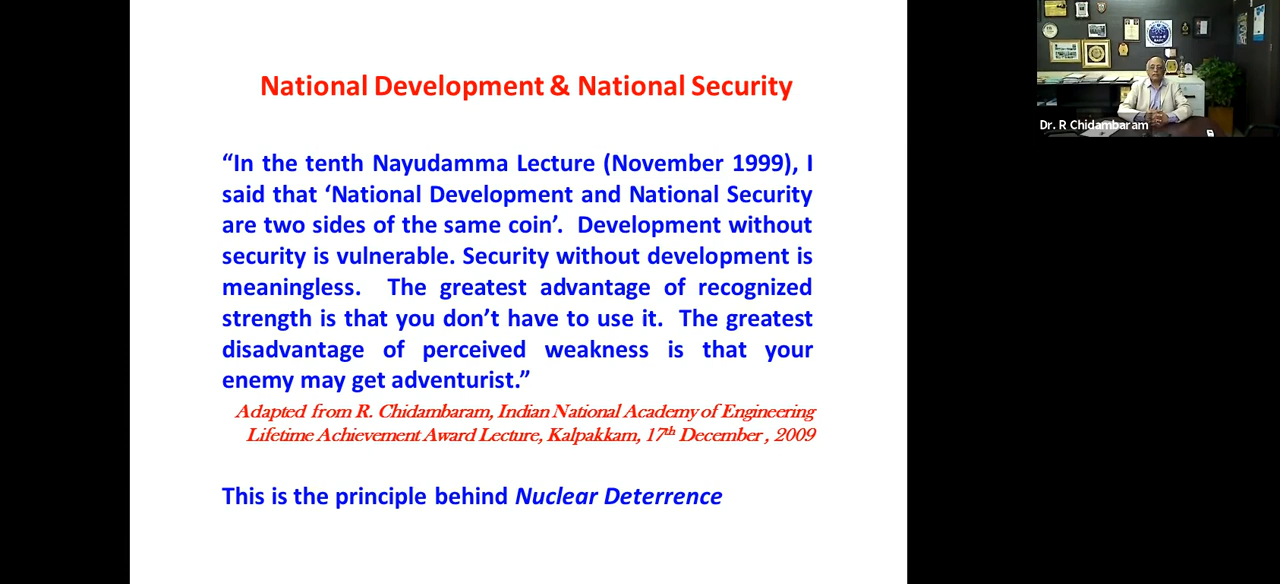 National Development & National Security
“In the tenth Nayudamma Lecture (November 1999), I
said that ‘National Development and National Security
are two sides of the same coin’. Development without
security is vulnerable. Security without development is
meaningless. The greatest advantage of recognized
strength is that you don’t have to use it. The greatest
disadvantage of perceived weakness is that your
enemy may get adventurist.”
Adapted from R. Chidambaram, Indian National Academy of Engineering
Lifetime Achievement Award Lecture, Kalpakkam, 17th December , 2009
This is the principle behind Nuclear Deterrence
Dr. R Chidambaram